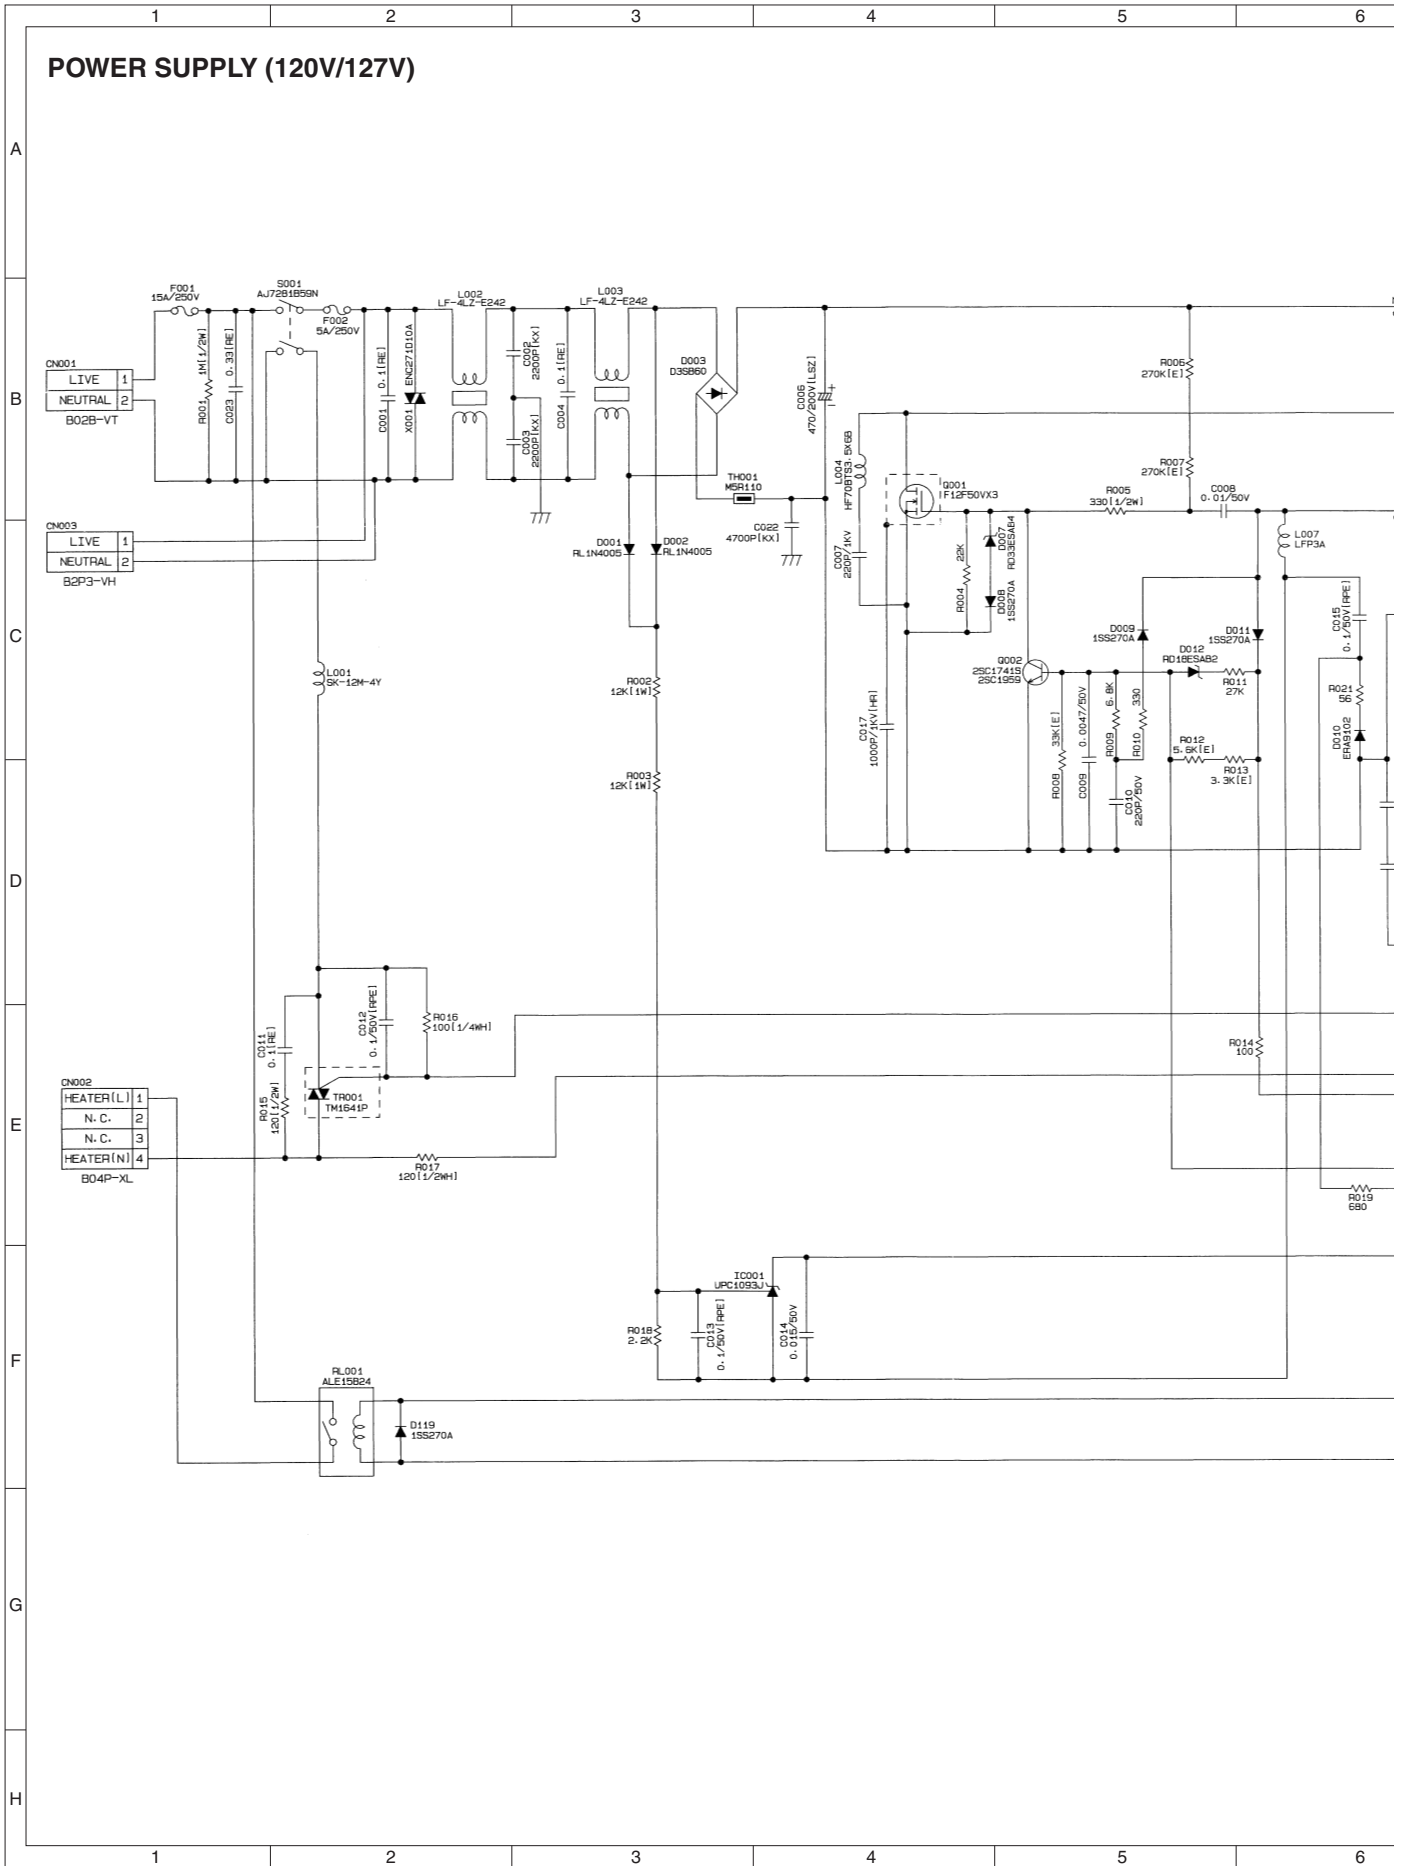 1 2 3 4 5 6
POWER SUPPLY (120V/127V)
A
B
C
D
E
F
G
H
F001
15A/250V
S001
AJ7281B59N
F002
5A/250V
R001 1M[1/2W]
C023 0.33[RE]
CN001
LIVE 1
NEUTRAL 2
B02B-VT
C001 0.1[RE]
X001 ENC271D10A
L002
LF-4LZ-E242
C002
2200P[KX]
C003
2200P[KX]
C004 0.1[RE]
L003
LF-4LZ-E242
D003
D3SB60
TH001
M5R110
C022
4700P[KX]
C006
470/200V[LSZ]
+
-
L004
HF70BTS3.5X6B
Q001
F12F50VX3
R006
270K[E]
R007
270K[E]
R005
330[1/2W]
C008
0.01/50V
L007
LFP3A
CN003
LIVE 1
NEUTRAL 2
B2P3-VH
D001
RL1N4005
D002
RL1N4005
C007
220P/1KV
R004 22K
D007
RD33ESAB4
D008
1SS270A
D009
1SS270A
D011
1SS270A
D012
RD18ESAB2
R011
27K
C015
0.1/50V[RPE]
R021
56
D010
ERA9102
Q002
2SC1741S
2SC1959
R008 33K[E]
C009 0.0047/50V
R009 6.8K
R010 330
C010
220P/50V
R012
5.6K[E]
R013
3.3K[E]
C017
1000P/1KV[HR]
L001
SK-12M-4Y
R002
12K[1W]
R003
12K[1W]
C011
0.1[RE]
R015
120[1/2W]
C012
0.1/50V[RPE]
R016
100[1/4WH]
TR001
TM1641P
R017
120[1/2WH]
R014
100
R019
680
CN002
HEATER[L] 1
N.C. 2
N.C. 3
HEATER[N] 4
B04P-XL
IC001
UPC1093J
R018
2.2K
C013
0.1/50V[RPE]
C014
0.015/50V
RL001
ALE15B24
D119
1SS270A
1 2 3 4 5 6